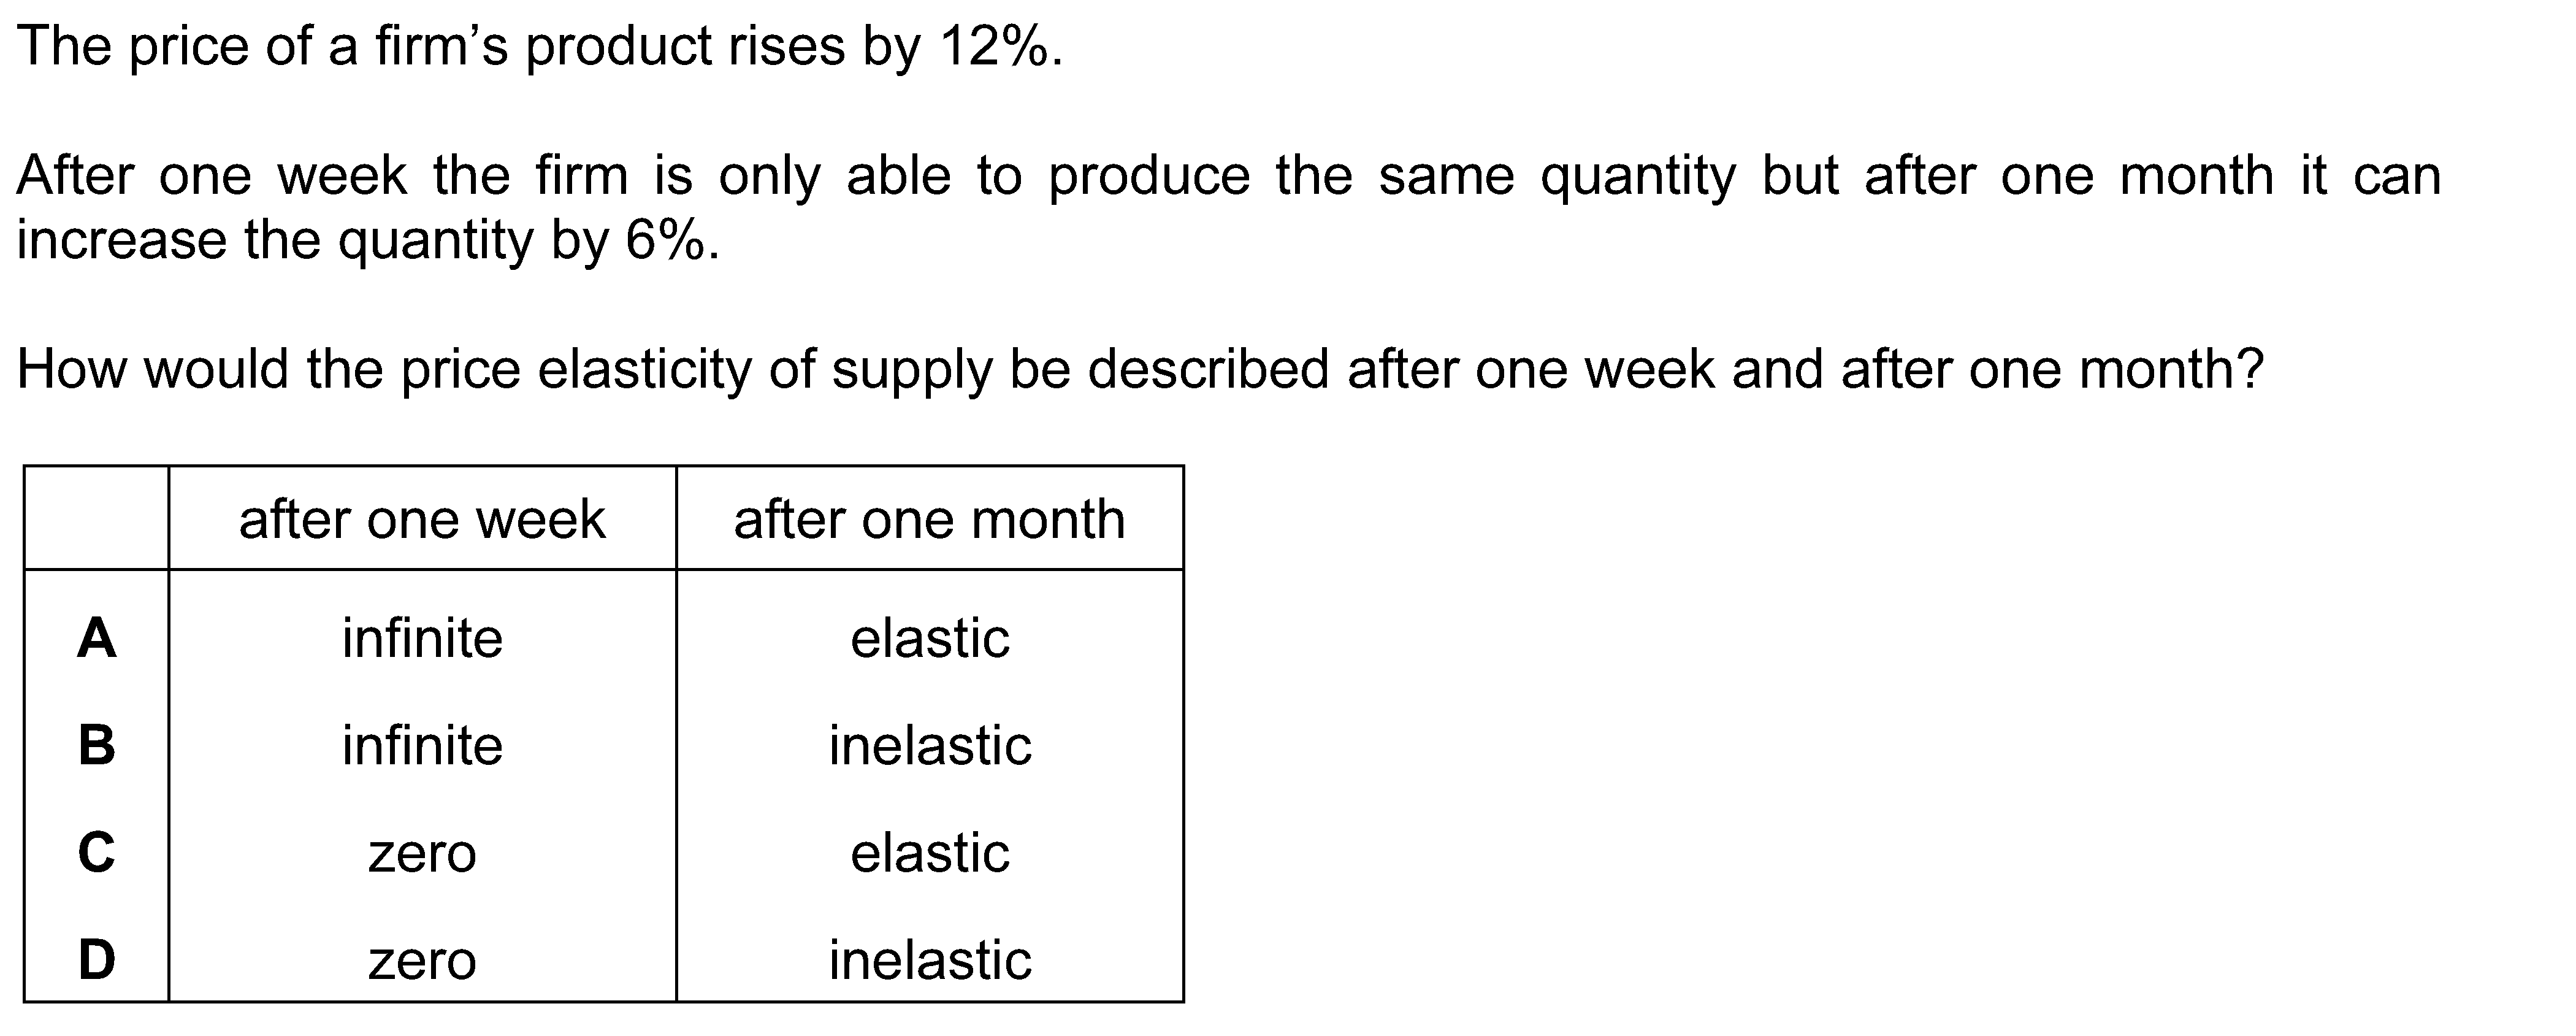 The price of a firm’s product rises by 12%.
After one week the firm is only able to produce the same quantity but after one month it can
increase the quantity by 6%.
How would the price elasticity of supply be described after one week and after one month?
after one week after one month
A infinite elastic
B infinite inelastic
C zero elastic
D zero inelastic